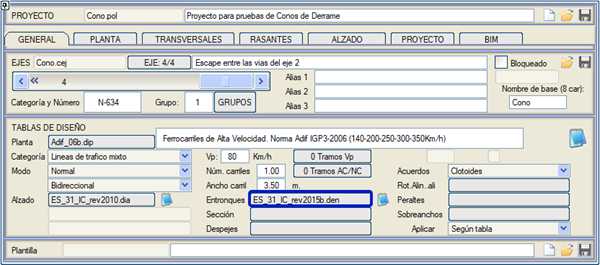 PROYECTO Cono.pol Proyecto para pruebas de Conos de Derrame
GENERAL PLANTA TRANSVERSALES RASANTES ALZADO PROYECTO BIM
EJES Cono.cej EJE: 4/4 Escape entre las vias del eje 2 Bloqueado
4 Alias 1
Alias 2 Nombre de base (8 car):
Categoría y Número N-634 Grupo: 1 GRUPOS Alias 3 Cono
TABLAS DE DISEÑO
Planta Adif_06b.dip Ferrocarriles de Alta Velocidad. Norma Adif IGP3-2006 (140-200-250-300-350Km/h)
Categoría Lineas de trafico mixto Vp: 80 Km/h 0 Tramos Vp
Modo Normal Núm. carriles 1.00 0 Tramos AC/NC Acuerdos Clotoides
Bidireccional Ancho carril 3.50 m. Rot.Alin..ali
Alzado ES_31_IC_rev2010.dia Entronques ES_31_IC_rev2015b.den Peraltes
Sección Sobreanchos
Despejes Aplicar Según tabla
Plantilla